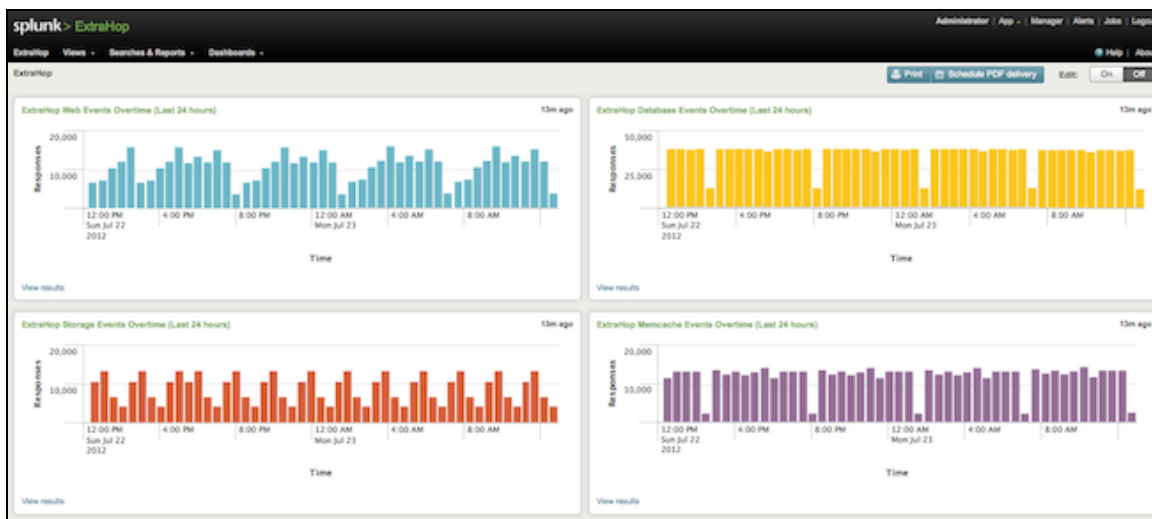 splunk> ExtraHop
Administrator | App | Manager | Alerts | Jobs | Logou
ExtraHop Views Searches & Reports Dashboards
Help | Abou
ExtraHop
Print Schedule PDF delivery Edit: On Off
ExtraHop Web Events Overtime (Last 24 hours) 13m ago
20,000
10,000
Responses
12:00 PM 4:00 PM 8:00 PM 12:00 AM 4:00 AM 8:00 AM
Sun Jul 22 Mon Jul 23
2012
Time
View results
ExtraHop Database Events Overtime (Last 24 hours) 13m ago
50,000
25,000
Responses
12:00 PM 4:00 PM 8:00 PM 12:00 AM 4:00 AM 8:00 AM
Sun Jul 22 Mon Jul 23
2012
Time
View results
ExtraHop Storage Events Overtime (Last 24 hours) 13m ago
20,000
10,000
Responses
12:00 PM 4:00 PM 8:00 PM 12:00 AM 4:00 AM 8:00 AM
Sun Jul 22 Mon Jul 23
2012
Time
View results
ExtraHop Memcache Events Overtime (Last 24 hours) 13m ago
20,000
10,000
Responses
12:00 PM 4:00 PM 8:00 PM 12:00 AM 4:00 AM 8:00 AM
Sun Jul 22 Mon Jul 23
2012
Time
View results